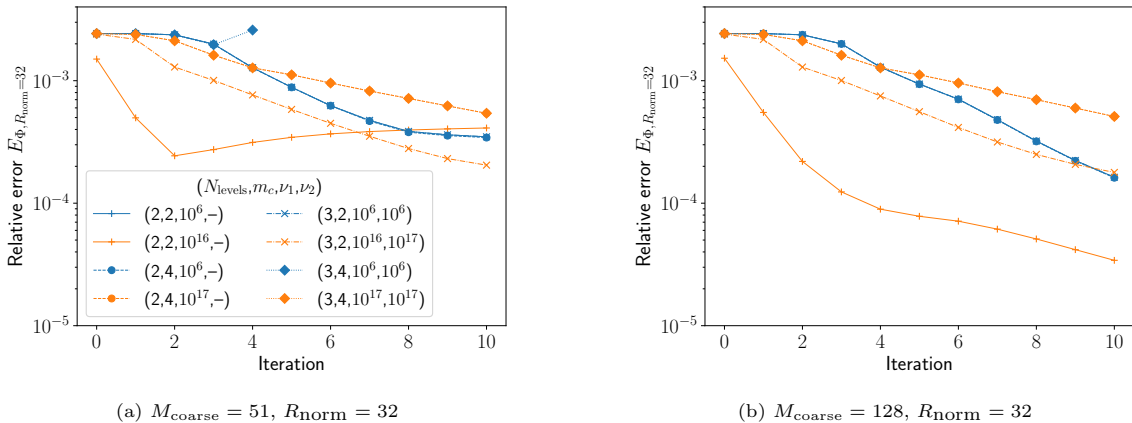 Relative error E_{Φ,R_norm=32}
10^{-3}
10^{-4}
10^{-5}
0 2 4 6 8 10
Iteration
(N_levels,m_c,ν_1,ν_2)
(2,2,10^6,–)
(2,2,10^{16},–)
(2,4,10^6,–)
(2,4,10^{17},–)
(3,2,10^6,10^6)
(3,2,10^{16},10^{17})
(3,4,10^6,10^6)
(3,4,10^{17},10^{17})
(a) M_coarse = 51, R_norm = 32
Relative error E_{Φ,R_norm=32}
10^{-3}
10^{-4}
10^{-5}
0 2 4 6 8 10
Iteration
(b) M_coarse = 128, R_norm = 32